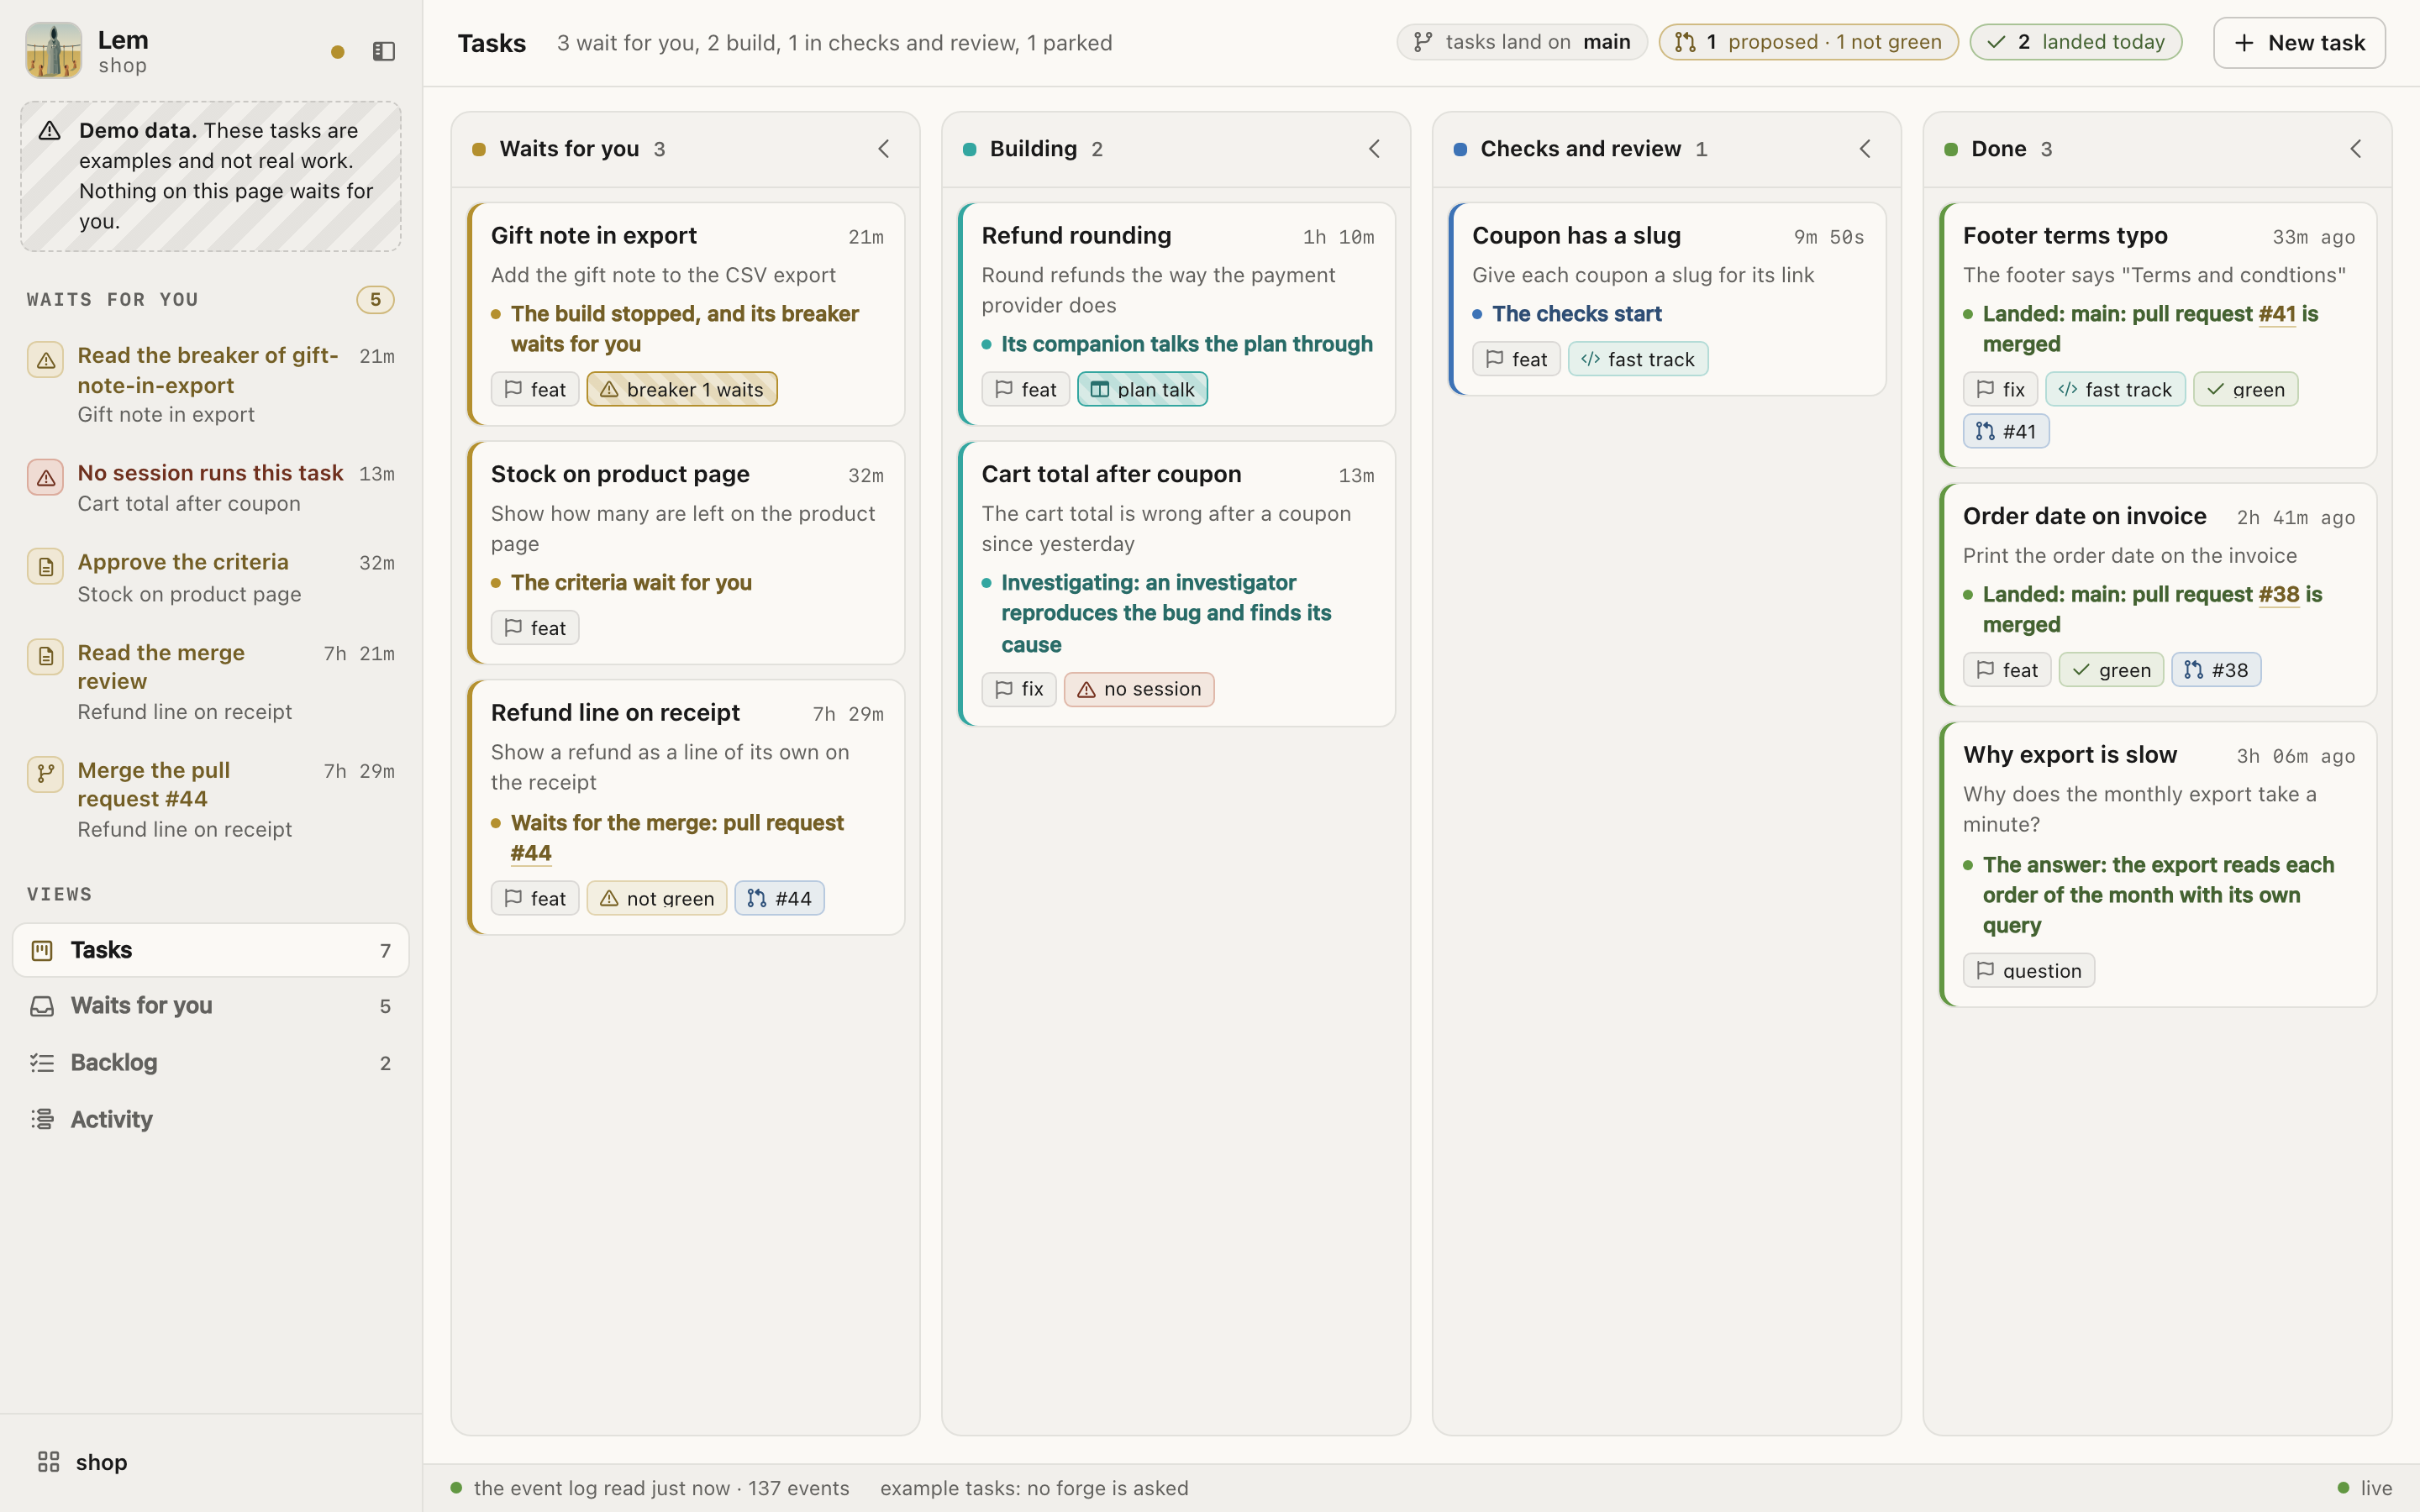 Lem
shop
Demo data. These tasks are
examples and not real work.
Nothing on this page waits for
you.
WAITS FOR YOU 5
Read the breaker of gift- 21m
note-in-export
Gift note in export
No session runs this task 13m
Cart total after coupon
Approve the criteria 32m
Stock on product page
Read the merge 7h 21m
review
Refund line on receipt
Merge the pull 7h 29m
request #44
Refund line on receipt
VIEWS
Tasks 7
Waits for you 5
Backlog 2
Activity
shop
Tasks 3 wait for you, 2 build, 1 in checks and review, 1 parked
tasks land on main
1 proposed · 1 not green
2 landed today
New task
Waits for you 3
Gift note in export 21m
Add the gift note to the CSV export
The build stopped, and its breaker
waits for you
feat breaker 1 waits
Stock on product page 32m
Show how many are left on the product
page
The criteria wait for you
feat
Refund line on receipt 7h 29m
Show a refund as a line of its own on
the receipt
Waits for the merge: pull request
#44
feat not green #44
Building 2
Refund rounding 1h 10m
Round refunds the way the payment
provider does
Its companion talks the plan through
feat plan talk
Cart total after coupon 13m
The cart total is wrong after a coupon
since yesterday
Investigating: an investigator
reproduces the bug and finds its
cause
fix no session
Checks and review 1
Coupon has a slug 9m 50s
Give each coupon a slug for its link
The checks start
feat fast track
Done 3
Footer terms typo 33m ago
The footer says "Terms and condtions"
Landed: main: pull request #41 is
merged
fix fast track green
#41
Order date on invoice 2h 41m ago
Print the order date on the invoice
Landed: main: pull request #38 is
merged
feat green #38
Why export is slow 3h 06m ago
Why does the monthly export take a
minute?
The answer: the export reads each
order of the month with its own
query
question
the event log read just now · 137 events example tasks: no forge is asked
live